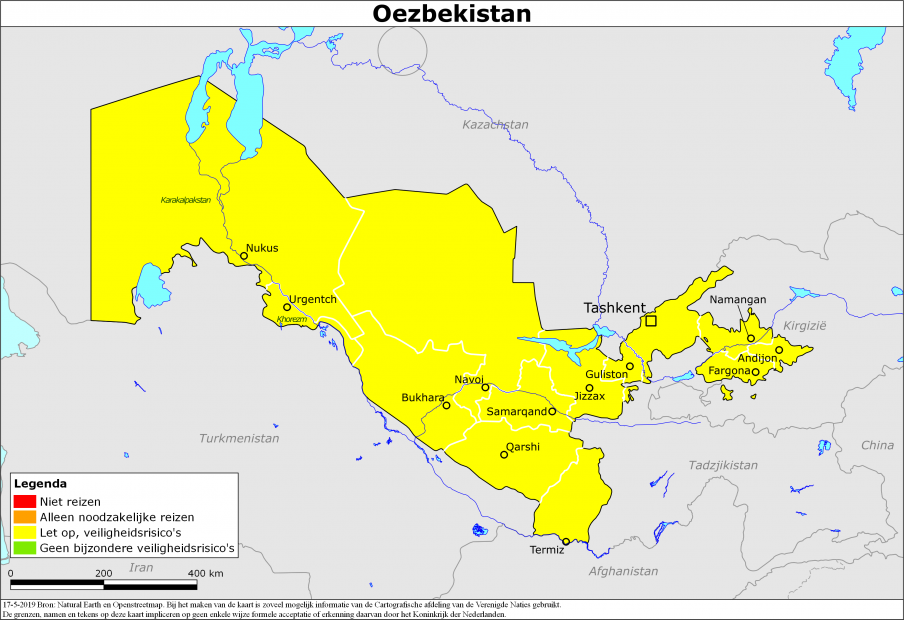 Oezbekistan
Kazachstan
Karakalpakstan
Nukus
Urgentch
Khorezm
Tashkent
Namangan
Kirgizië
Andijon
Fargona
Guliston
Navoi
Jizzax
Bukhara
Samarqand
Turkmenistan
Qarshi
China
Tadzjikistan
Legenda
Niet reizen
Alleen noodzakelijke reizen
Let op, veiligheidsrisico's
Geen bijzondere veiligheidsrisico's
Termiz
Iran
Afghanistan
0 200 400 km
17-5-2019 Bron: Natural Earth en Openstreetmap. Bij het maken van de kaart is zoveel mogelijk informatie van de Cartografische afdeling van de Verenigde Naties gebruikt.
De grenzen, namen en tekens op deze kaart impliceren op geen enkele wijze formele acceptatie of erkenning daarvan door het Koninkrijk der Nederlanden.